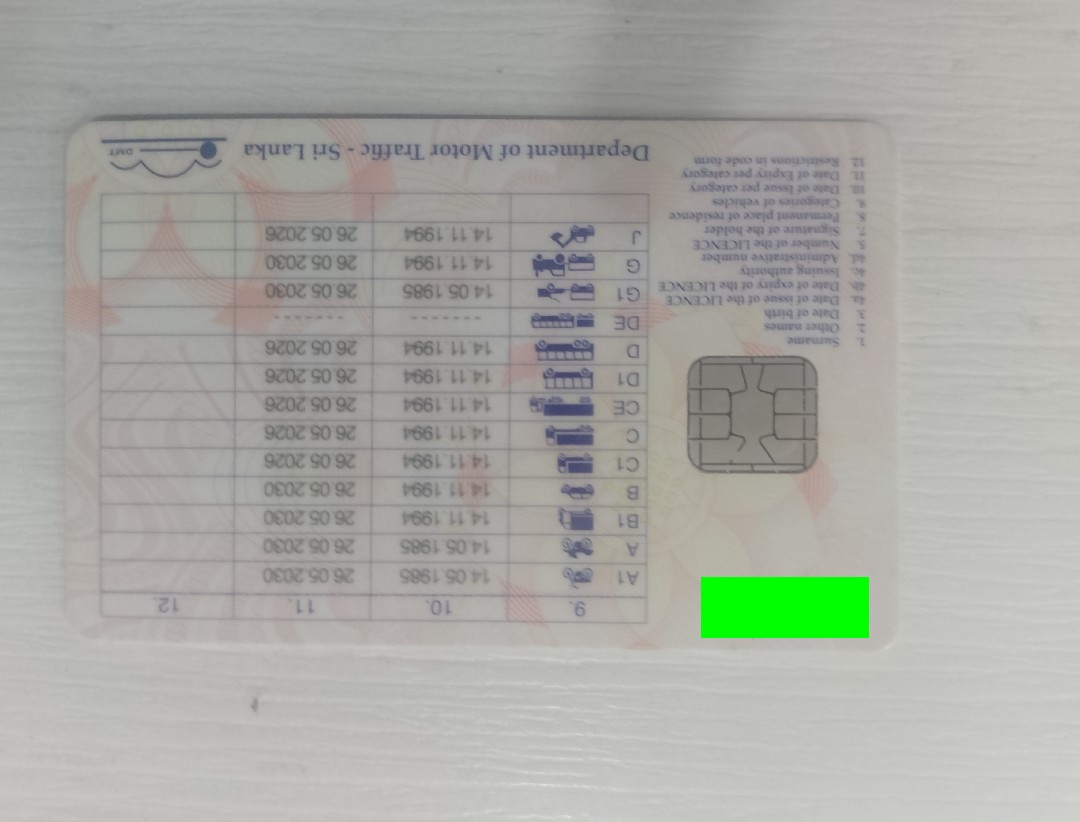 9. 10. 11. 12.
A1 14.05.1985 26.05.2030
A 14.05.1985 26.05.2030
B1 14.11.1994 26.05.2030
B 14.11.1994 26.05.2030
C1 14.11.1994 26.05.2026
C 14.11.1994 26.05.2026
CE 14.11.1994 26.05.2026
D1 14.11.1994 26.05.2026
D 14.11.1994 26.05.2026
DE ------- -------
G1 14.05.1985 26.05.2030
G 14.11.1994 26.05.2030
J 14.11.1994 26.05.2026
1. Surname
2. Other names
3. Date of birth
4a. Date of issue of the LICENCE
4b. Date of expiry of the LICENCE
4c. Issuing authority
4d. Administrative number
5. Number of the LICENCE
7. Signature of the holder
8. Permanent place of residence
9. Categories of vehicles
10. Date of Issue per category
11. Date of Expiry per category
12. Restrictions in code form
Department of Motor Traffic - Sri Lanka
DMT